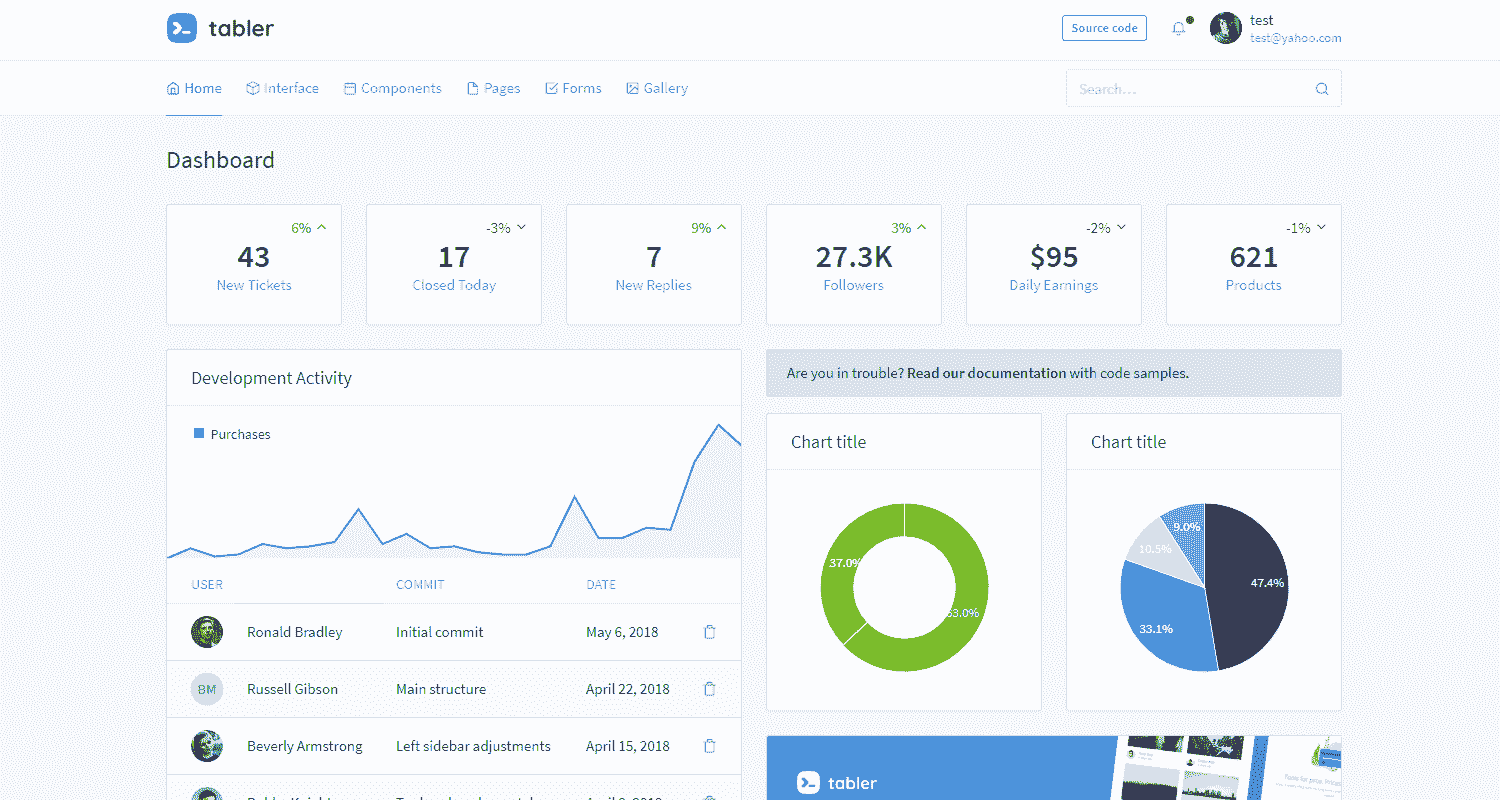 tabler
Source code
test
test@yahoo.com
Home Interface Components Pages Forms Gallery
Search...
Dashboard
6%
43
New Tickets
-3%
17
Closed Today
9%
7
New Replies
3%
27.3K
Followers
-2%
$95
Daily Earnings
-1%
621
Products
Development Activity
Purchases
USER COMMIT DATE
Ronald Bradley Initial commit May 6, 2018
BM Russell Gibson Main structure April 22, 2018
Beverly Armstrong Left sidebar adjustments April 15, 2018
Are you in trouble? Read our documentation with code samples.
Chart title
37.0%
63.0%
Chart title
9.0%
10.5%
47.4%
33.1%
tabler